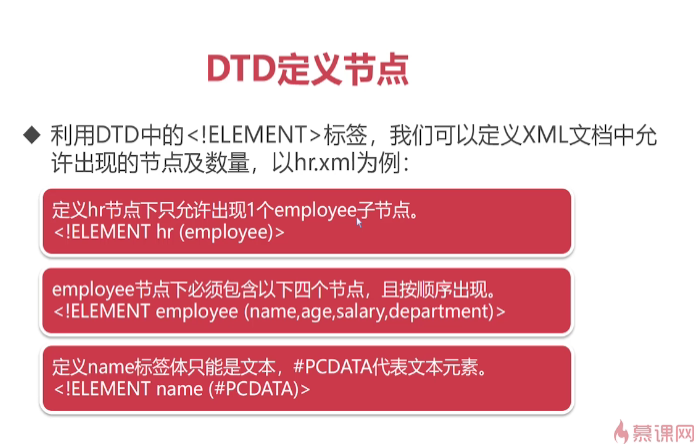 DTD定义节点
◆ 利用DTD中的<!ELEMENT>标签，我们可以定义XML文档中允
许出现的节点及数量，以hr.xml为例：
定义hr节点下只允许出现1个employee子节点。
<!ELEMENT hr (employee)>
employee节点下必须包含以下四个节点，且按顺序出现。
<!ELEMENT employee (name,age,salary,department)>
定义name标签体只能是文本，#PCDATA代表文本元素。
<!ELEMENT name (#PCDATA)>
慕课网